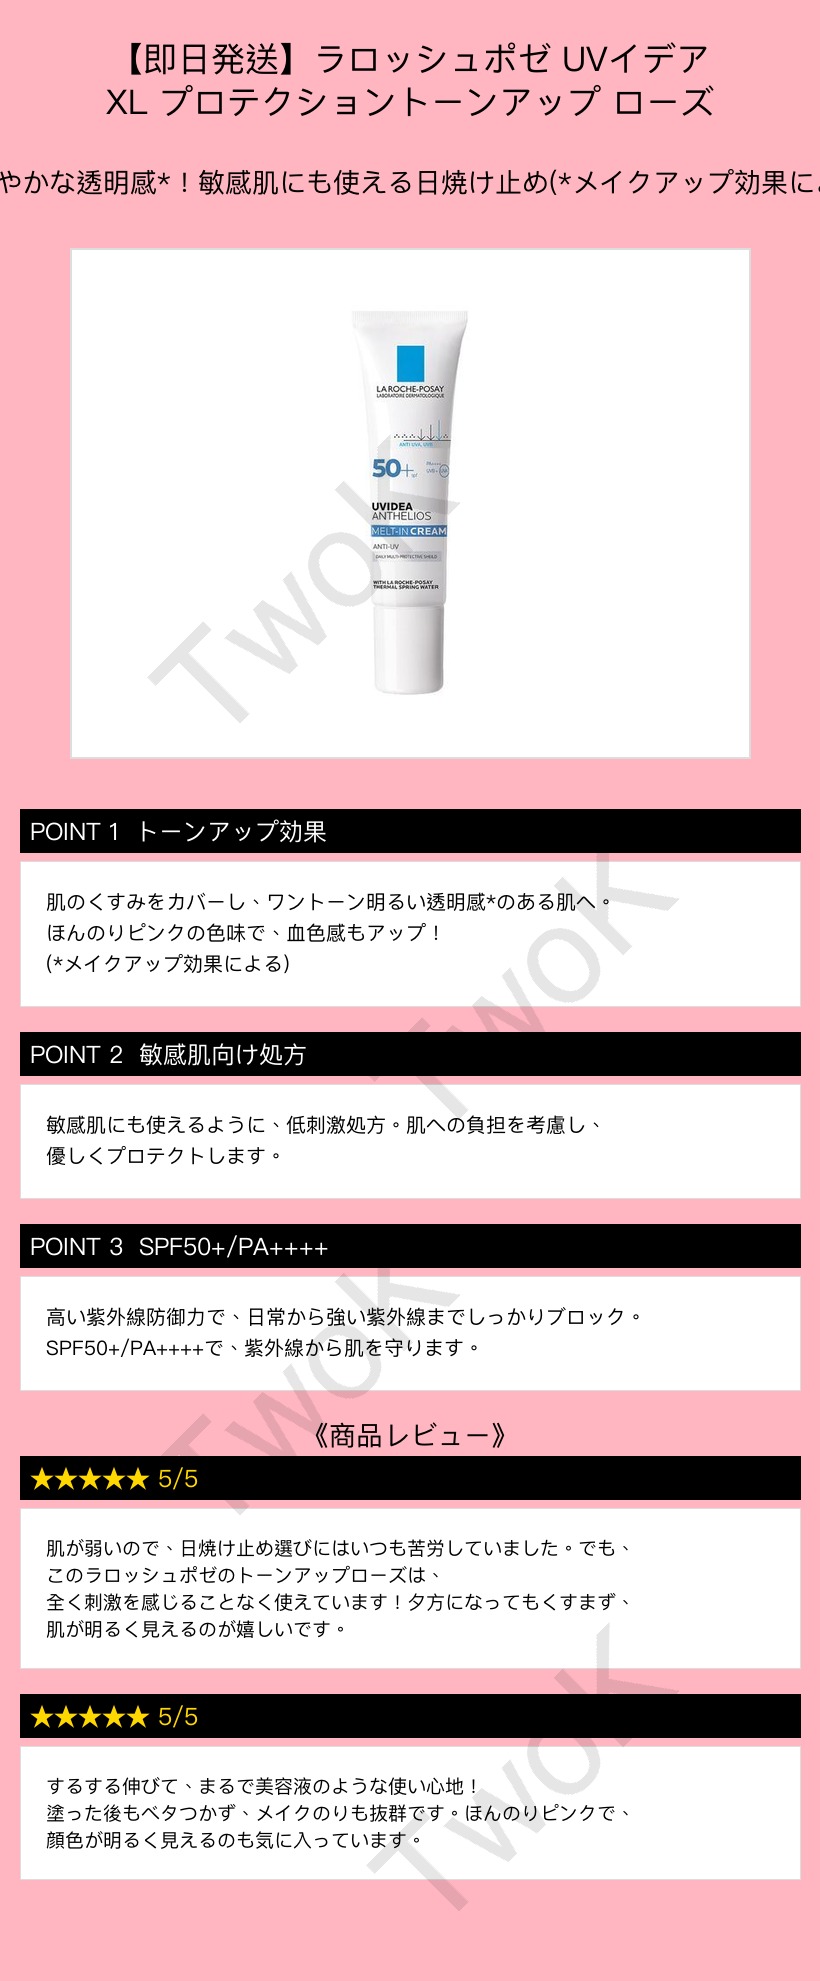 【即日発送】ラロッシュポゼ UVイデア
XL プロテクショントーンアップ ローズ
やかな透明感*！敏感肌にも使える日焼け止め(*メイクアップ効果によ
LA ROCHE-POSAY
LABORATOIRE DERMATOLOGIQUE
ANTI UVA, UVB
50+
SPF
PA++++
UVB+
UVIDEA
ANTHELIOS
MELT-IN CREAM
ANTI-UV
DAILY MULTI-PROTECTIVE SHIELD
WITH LA ROCHE-POSAY
THERMAL SPRING WATER
TwoK
POINT 1 トーンアップ効果
肌のくすみをカバーし、ワントーン明るい透明感*のある肌へ。
ほんのりピンクの色味で、血色感もアップ！
(*メイクアップ効果による)
TwoK
POINT 2 敏感肌向け処方
敏感肌にも使えるように、低刺激処方。肌への負担を考慮し、
優しくプロテクトします。
POINT 3 SPF50+/PA++++
高い紫外線防御力で、日常から強い紫外線までしっかりブロック。
SPF50+/PA++++で、紫外線から肌を守ります。
TwoK
《商品レビュー》
★★★★★ 5/5
肌が弱いので、日焼け止め選びにはいつも苦労していました。でも、
このラロッシュポゼのトーンアップローズは、
全く刺激を感じることなく使えています！夕方になってもくすまず、
肌が明るく見えるのが嬉しいです。
★★★★★ 5/5
するする伸びて、まるで美容液のような使い心地！
塗った後もベタつかず、メイクのりも抜群です。ほんのりピンクで、
顔色が明るく見えるのも気に入っています。
TwoK